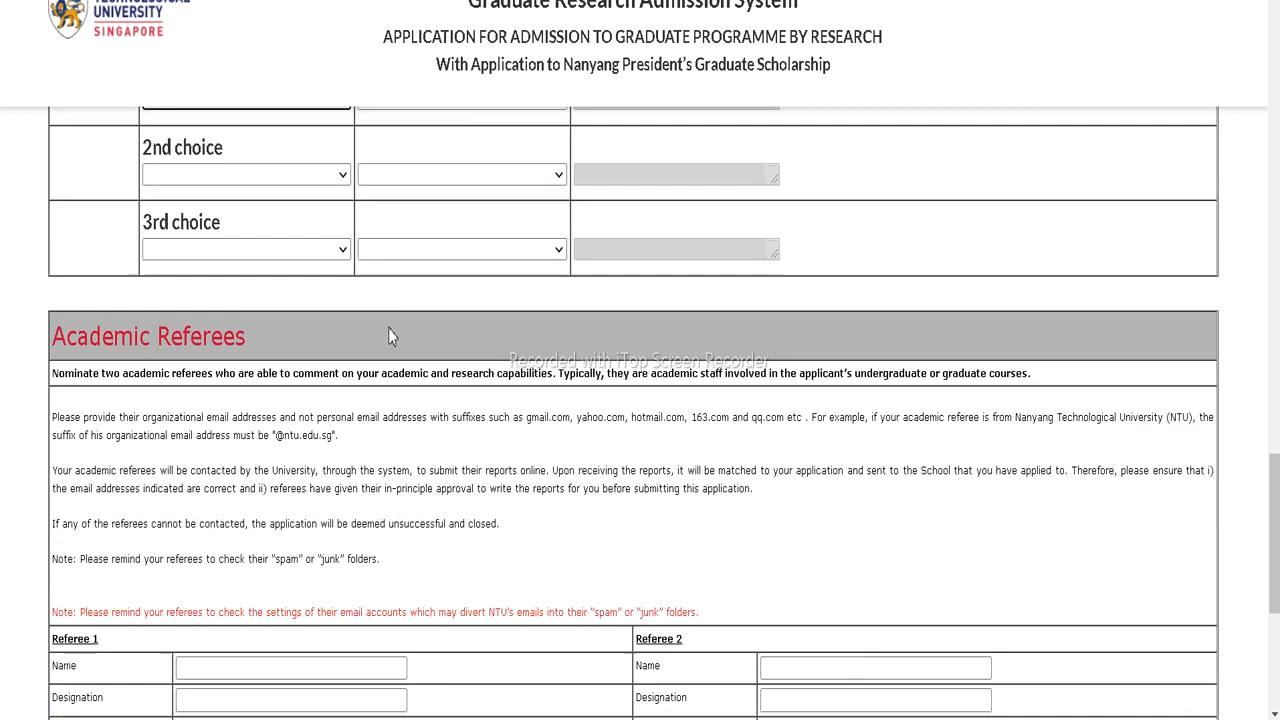 TECHNOLOGICAL
UNIVERSITY
SINGAPORE
Graduate Research Admission System
APPLICATION FOR ADMISSION TO GRADUATE PROGRAMME BY RESEARCH
With Application to Nanyang President's Graduate Scholarship
2nd choice
3rd choice
Academic Referees
Recorded with iTop Screen Recorder
Nominate two academic referees who are able to comment on your academic and research capabilities. Typically, they are academic staff involved in the applicant's undergraduate or graduate courses.
Please provide their organizational email addresses and not personal email addresses with suffixes such as gmail.com, yahoo.com, hotmail.com, 163.com and qq.com etc . For example, if your academic referee is from Nanyang Technological University (NTU), the
suffix of his organizational email address must be "@ntu.edu.sg".
Your academic referees will be contacted by the University, through the system, to submit their reports online. Upon receiving the reports, it will be matched to your application and sent to the School that you have applied to. Therefore, please ensure that i)
the email addresses indicated are correct and ii) referees have given their in-principle approval to write the reports for you before submitting this application.
If any of the referees cannot be contacted, the application will be deemed unsuccessful and closed.
Note: Please remind your referees to check their "spam" or "junk" folders.
Note: Please remind your referees to check the settings of their email accounts which may divert NTU's emails into their "spam" or "junk" folders.
Referee 1 Referee 2
Name Name
Designation Designation